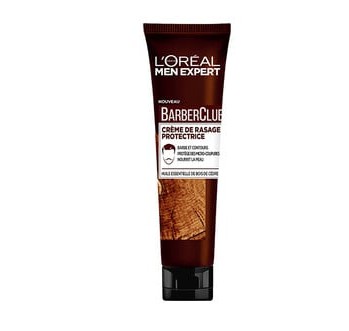 L'ORÉAL
MEN EXPERT
NOUVEAU
BARBERCLUB
CRÈME DE RASAGE
PROTECTRICE
BARBE ET CONTOURS
PROTÈGE DES MICRO-COUPURES
NOURRIT LA PEAU
HUILE ESSENTIELLE DE BOIS DE CÈDRE